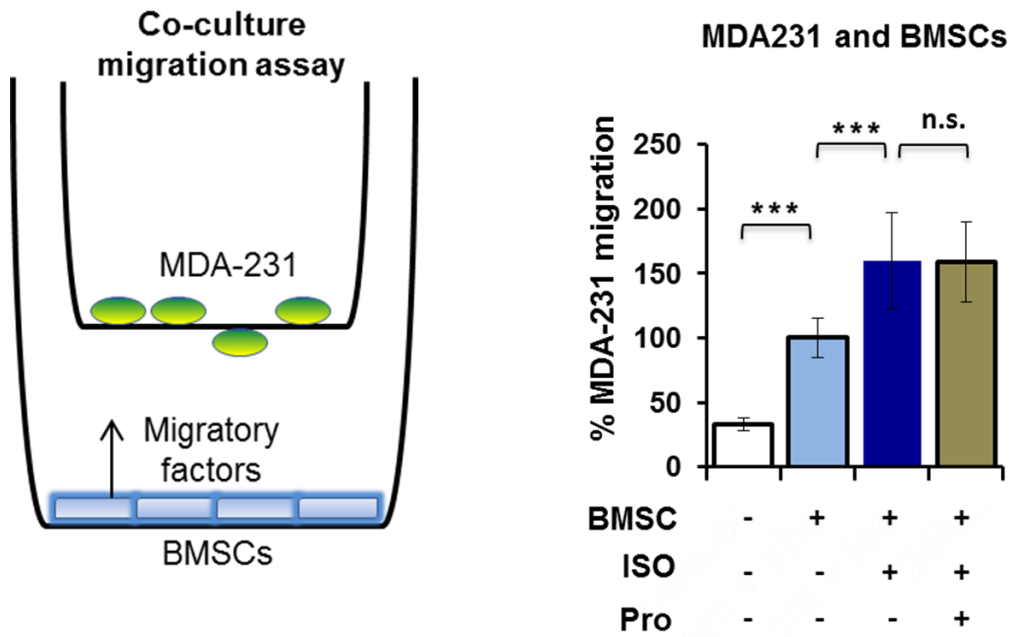 Co-culture
migration assay
MDA-231
Migratory
factors
BMSCs
MDA231 and BMSCs
% MDA-231 migration
250
200
150
100
50
0
***
***
n.s.
BMSC - + + +
ISO - - + +
Pro - - - +